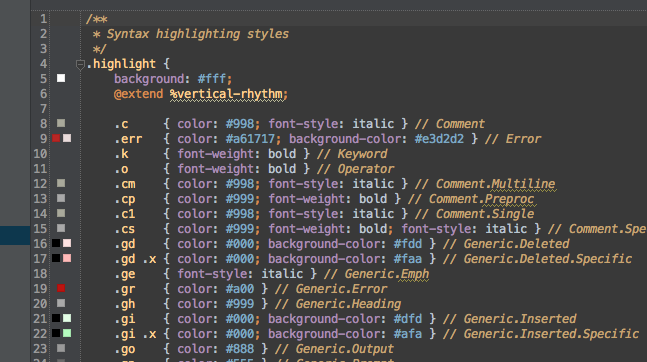 1 /**
2 * Syntax highlighting styles
3 */
4 .highlight {
5 background: #fff;
6 @extend %vertical-rhythm;
7
8 .c { color: #998; font-style: italic } // Comment
9 .err { color: #a61717; background-color: #e3d2d2 } // Error
10 .k { font-weight: bold } // Keyword
11 .o { font-weight: bold } // Operator
12 .cm { color: #998; font-style: italic } // Comment.Multiline
13 .cp { color: #999; font-weight: bold } // Comment.Preproc
14 .c1 { color: #998; font-style: italic } // Comment.Single
15 .cs { color: #999; font-weight: bold; font-style: italic } // Comment.Spe
16 .gd { color: #000; background-color: #fdd } // Generic.Deleted
17 .gd .x { color: #000; background-color: #faa } // Generic.Deleted.Specific
18 .ge { font-style: italic } // Generic.Emph
19 .gr { color: #a00 } // Generic.Error
20 .gh { color: #999 } // Generic.Heading
21 .gi { color: #000; background-color: #dfd } // Generic.Inserted
22 .gi .x { color: #000; background-color: #afa } // Generic.Inserted.Specific
23 .go { color: #888 } // Generic.Output